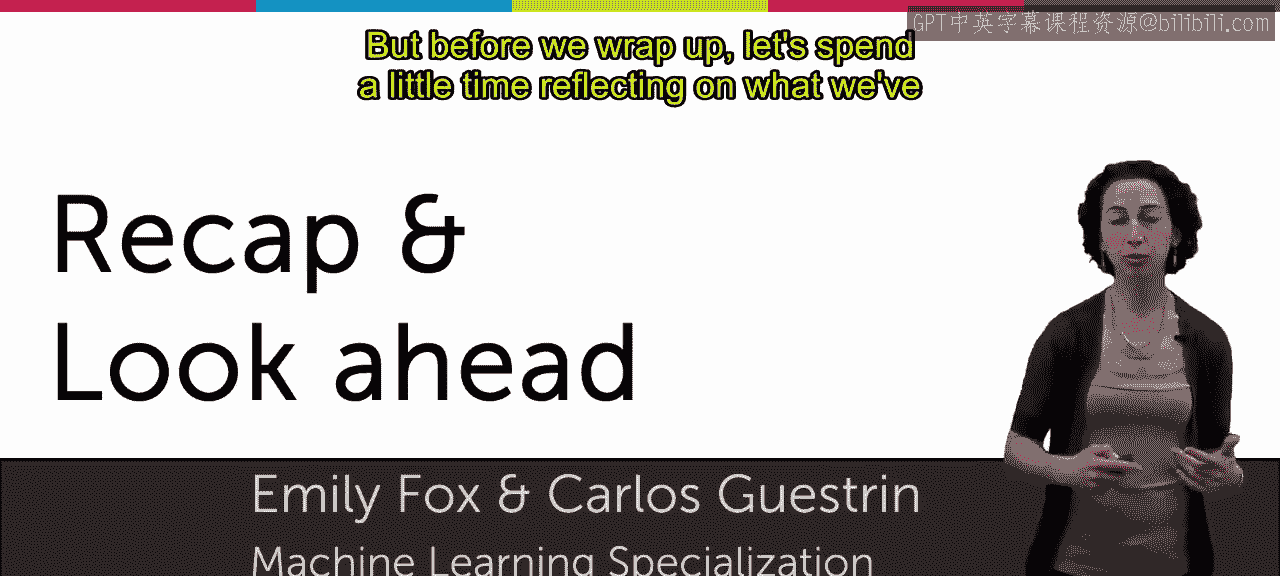 GPT中英字幕课程资源@bilibili.com
But before we wrap up, let's spend
a little time reflecting on what we've
Recap &
Look ahead
Emily Fox & Carlos Guestrin
Machine Learning Specialization